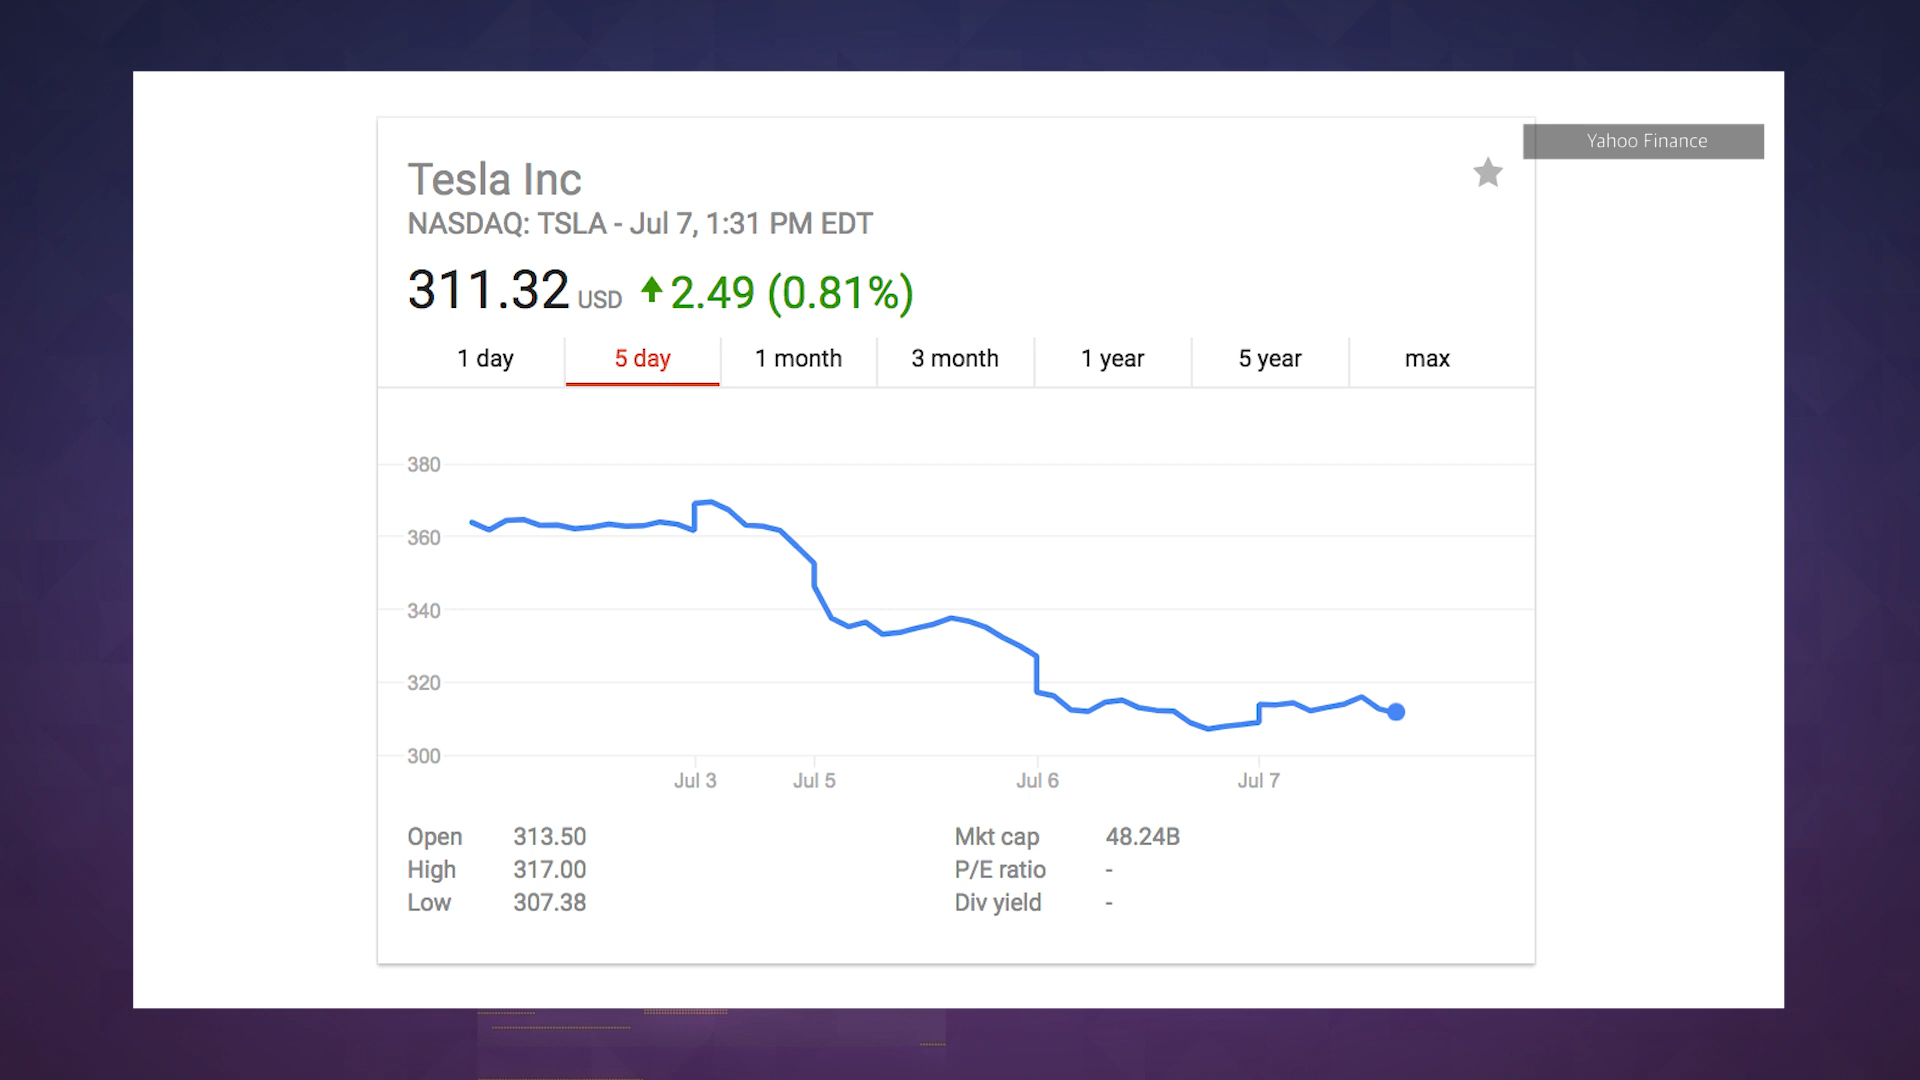 Yahoo Finance
Tesla Inc
NASDAQ: TSLA - Jul 7, 1:31 PM EDT
311.32 USD 2.49 (0.81%)
1 day 5 day 1 month 3 month 1 year 5 year max
380
360
340
320
300
Jul 3 Jul 5 Jul 6 Jul 7
Open 313.50 Mkt cap 48.24B
High 317.00 P/E ratio -
Low 307.38 Div yield -